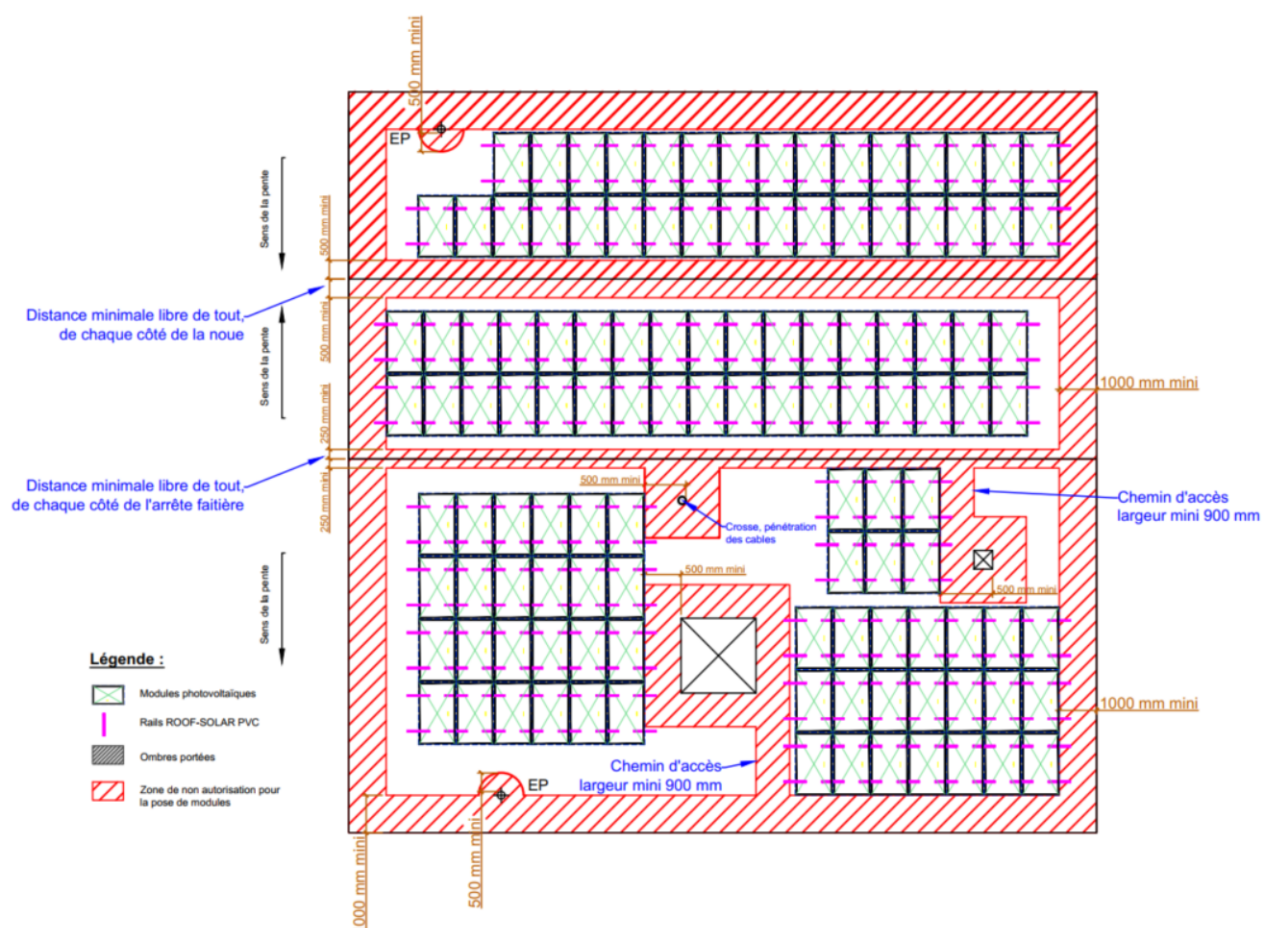 500 mm mini
EP
Sens de la pente
500 mm mini
Distance minimale libre de tout,
de chaque côté de la noue
500 mm mini
Sens de la pente
1000 mm mini
250 mm mini
Distance minimale libre de tout,
de chaque côté de l'arrête faitière
250 mm mini
500 mm mini
Crosse, pénétration
des cables
Chemin d'accès
largeur mini 900 mm
500 mm mini
500 mm mini
Sens de la pente
Légende :
Modules photovoltaïques
Rails ROOF-SOLAR PVC
Ombres portées
Zone de non autorisation pour
la pose de modules
1000 mm mini
Chemin d'accès
largeur mini 900 mm
EP
500 mm mini
000 mm mini